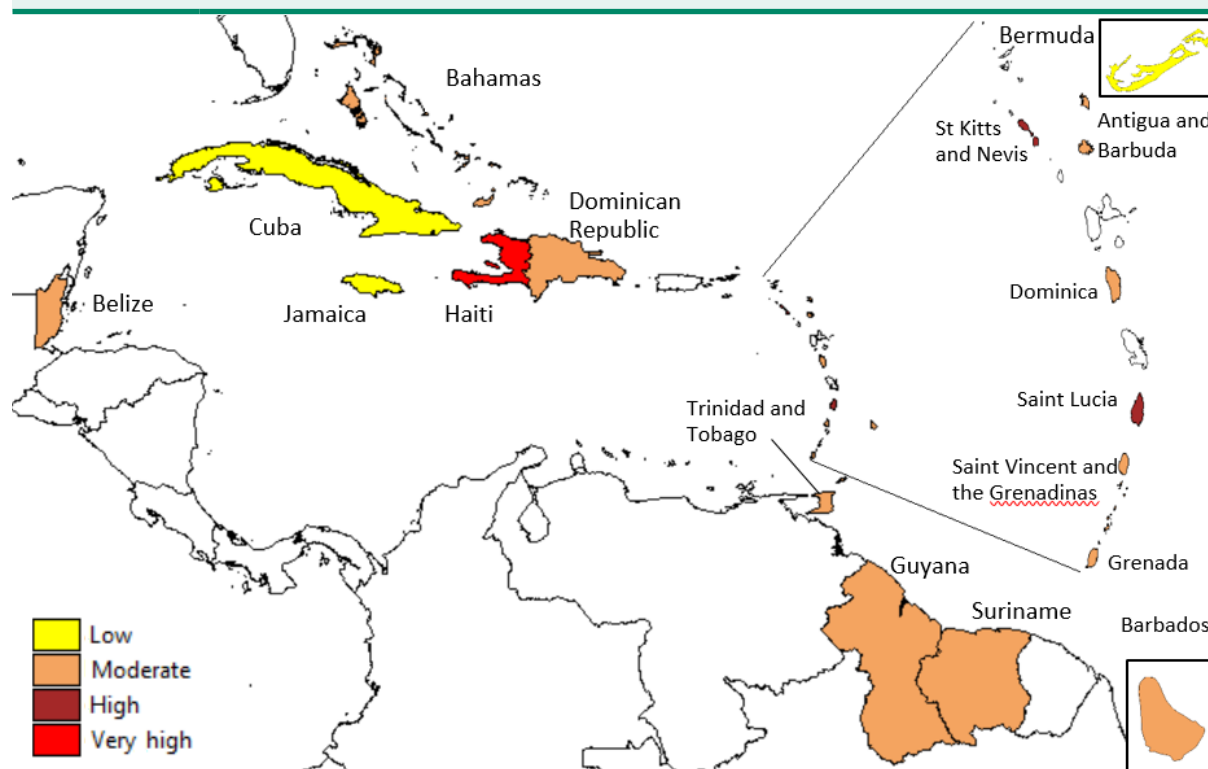 Bermuda
Bahamas
St Kitts
and Nevis
Antigua and
Barbuda
Dominican
Republic
Cuba
Dominica
Belize
Jamaica
Haiti
Saint Lucia
Trinidad and
Tobago
Saint Vincent and
the Grenadinas
Grenada
Guyana
Suriname
Barbados
Low
Moderate
High
Very high